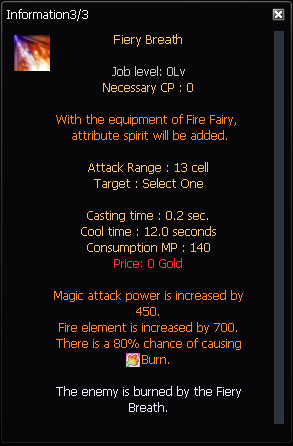 Information3/3
Fiery Breath
Job level: 0Lv
Necessary CP : 0
With the equipment of Fire Fairy,
attribute spirit will be added.
Attack Range : 13 cell
Target : Select One
Casting time : 0.2 sec.
Cool time : 12.0 seconds
Consumption MP : 140
Price: 0 Gold
Magic attack power is increased by
450.
Fire element is increased by 700.
There is a 80% chance of causing
Burn.
The enemy is burned by the Fiery
Breath.